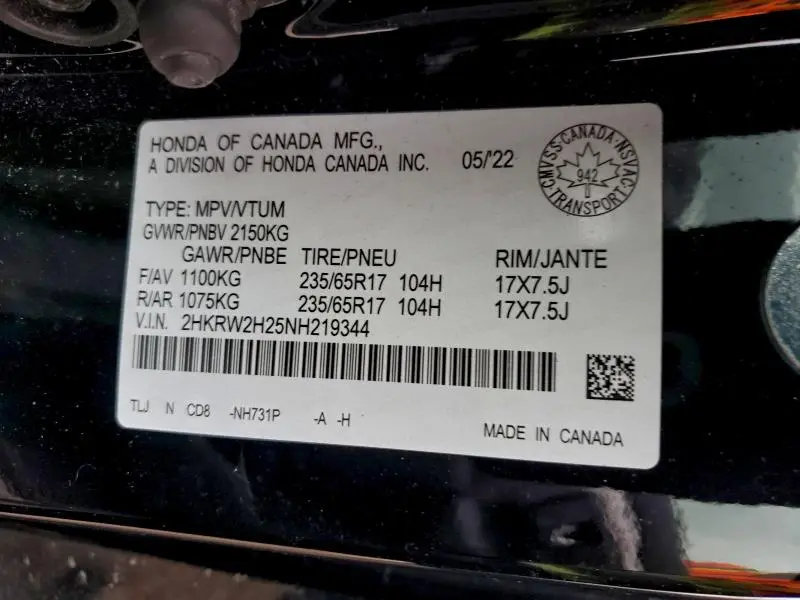 HONDA OF CANADA MFG.,
A DIVISION OF HONDA CANADA INC. 05/'22
CMVSS·CANADA·NSVAC·TRANSPORT
942
TYPE: MPV/VTUM
GVWR/PNBV 2150KG
GAWR/PNBE TIRE/PNEU RIM/JANTE
F/AV 1100KG 235/65R17 104H 17X7.5J
R/AR 1075KG 235/65R17 104H 17X7.5J
V.I.N. 2HKRW2H25NH219344
TLJ N CD8 -NH731P -A -H
MADE IN CANADA